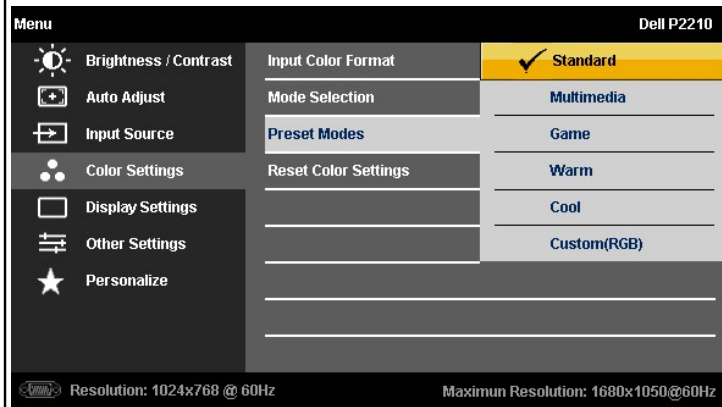 Menu Dell P2210
Brightness / Contrast Input Color Format Standard
Auto Adjust Mode Selection Multimedia
Input Source Preset Modes Game
Color Settings Reset Color Settings Warm
Display Settings Cool
Other Settings Custom(RGB)
Personalize
Resolution: 1024x768 @ 60Hz Maximun Resolution: 1680x1050@60Hz